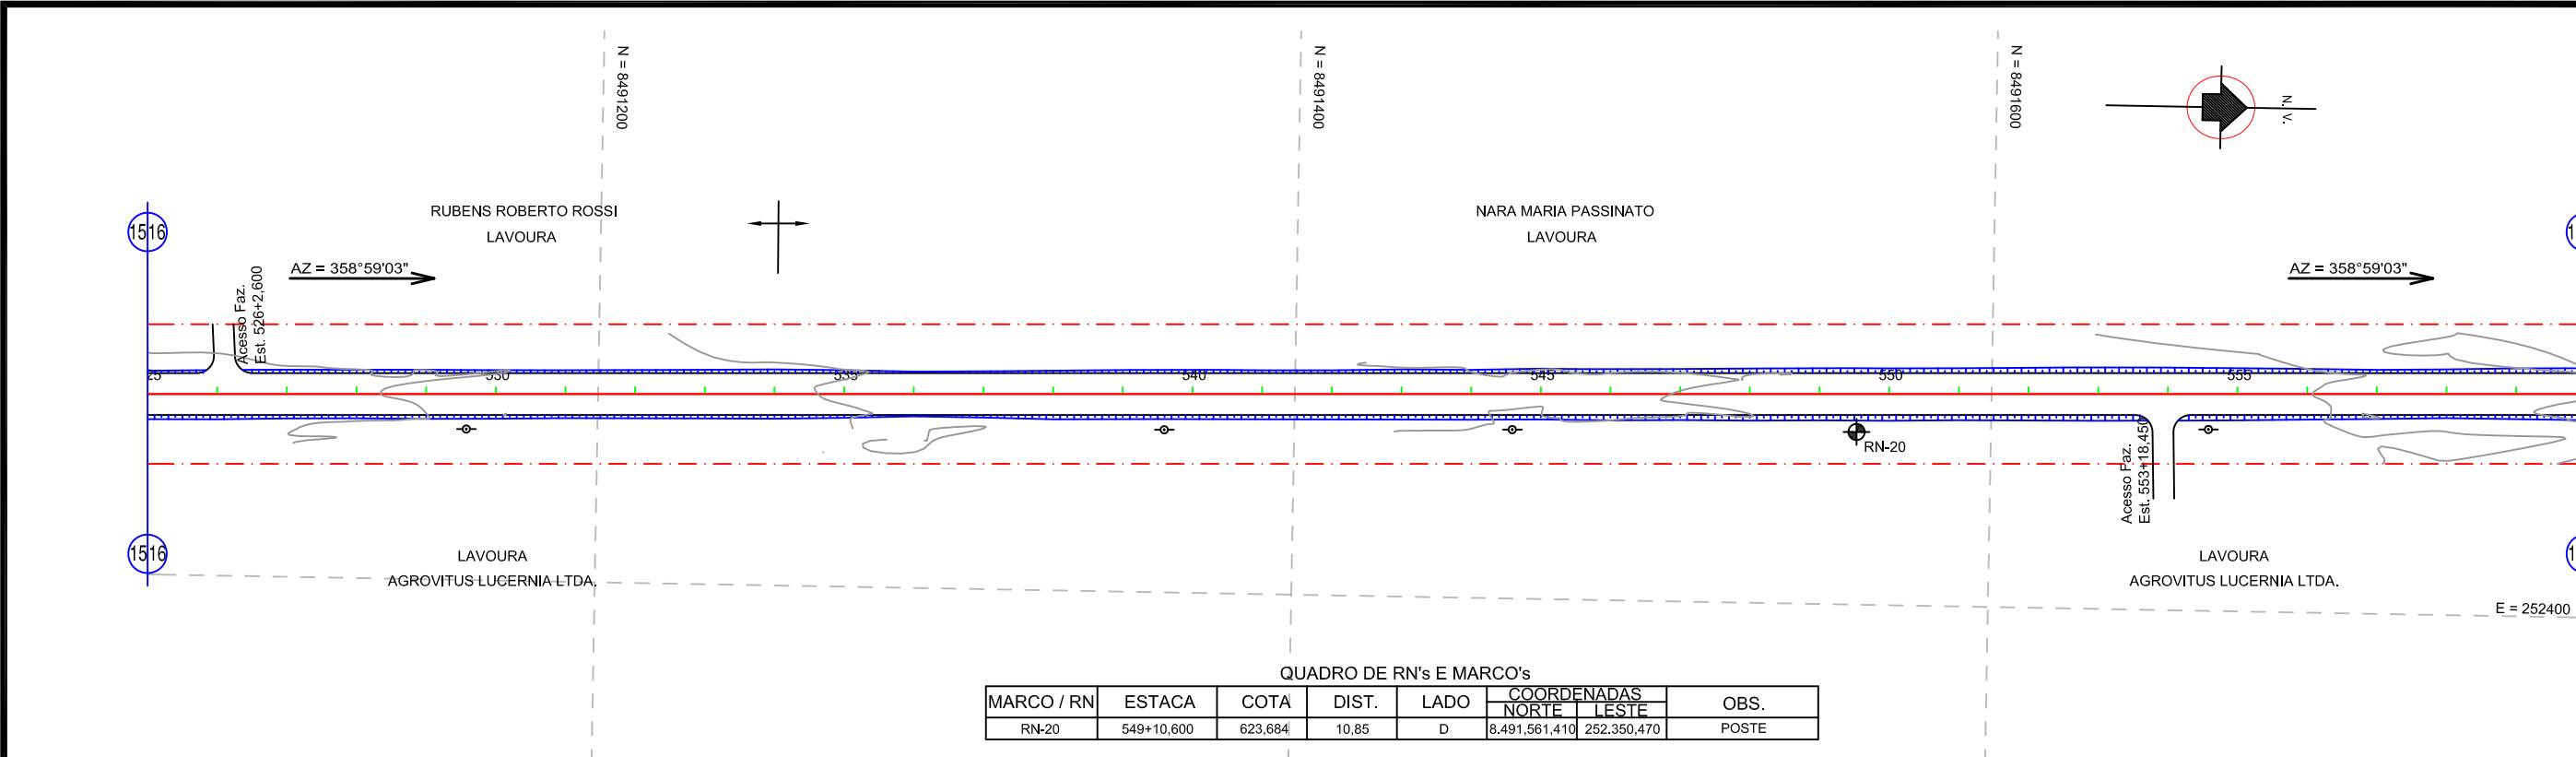 N = 8491200
N = 8491400
N = 8491600
N. V.
RUBENS ROBERTO ROSSI
LAVOURA
NARA MARIA PASSINATO
LAVOURA
1516
AZ = 358°59'03"
AZ = 358°59'03"
Acesso Faz.
Est. 526+2,600
530
535
540
545
550
555
RN-20
Acesso Faz.
Est. 553+18,450
1516
LAVOURA
AGROVITUS LUCERNIA LTDA.
LAVOURA
AGROVITUS LUCERNIA LTDA.
E = 252400
QUADRO DE RN's E MARCO's
MARCO / RN ESTACA COTA DIST. LADO COORDENADAS OBS.
NORTE LESTE
RN-20 549+10,600 623,684 10,85 D 8.491,561,410 252.350,470 POSTE